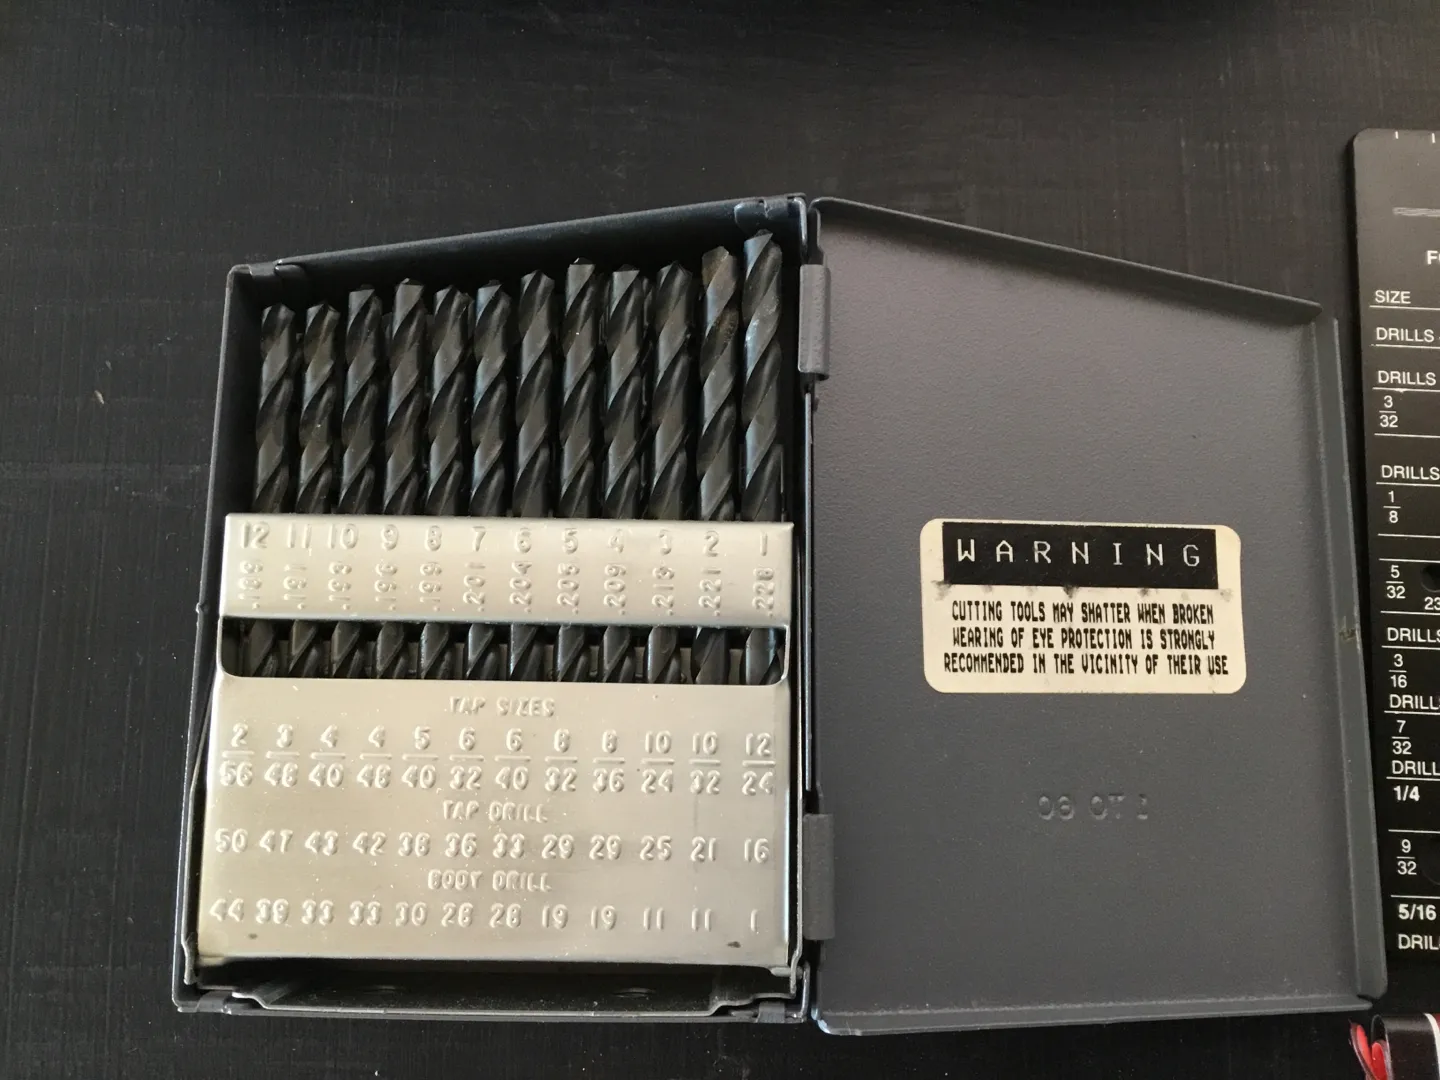 12 11 10 9 8 7 6 5 4 3 2 1
.189 .191 .193 .196 .199 .201 .204 .205 .209 .213 .221 .228
TAP SIZES
2 3 4 4 5 6 6 8 8 10 10 12
56 48 40 48 40 32 40 32 36 24 32 24
TAP DRILL
50 47 43 42 38 36 33 29 29 25 21 16
BODY DRILL
44 39 33 33 30 28 28 19 19 11 11 1
WARNING
CUTTING TOOLS MAY SHATTER WHEN BROKEN
WEARING OF EYE PROTECTION IS STRONGLY
RECOMMENDED IN THE VICINITY OF THEIR USE
SIZE
DRILLS
DRILLS
3/32
DRILLS
1/8
5/32
23
DRILLS
3/16
DRILL
7/32
DRILL
1/4
9/32
5/16
DRIL